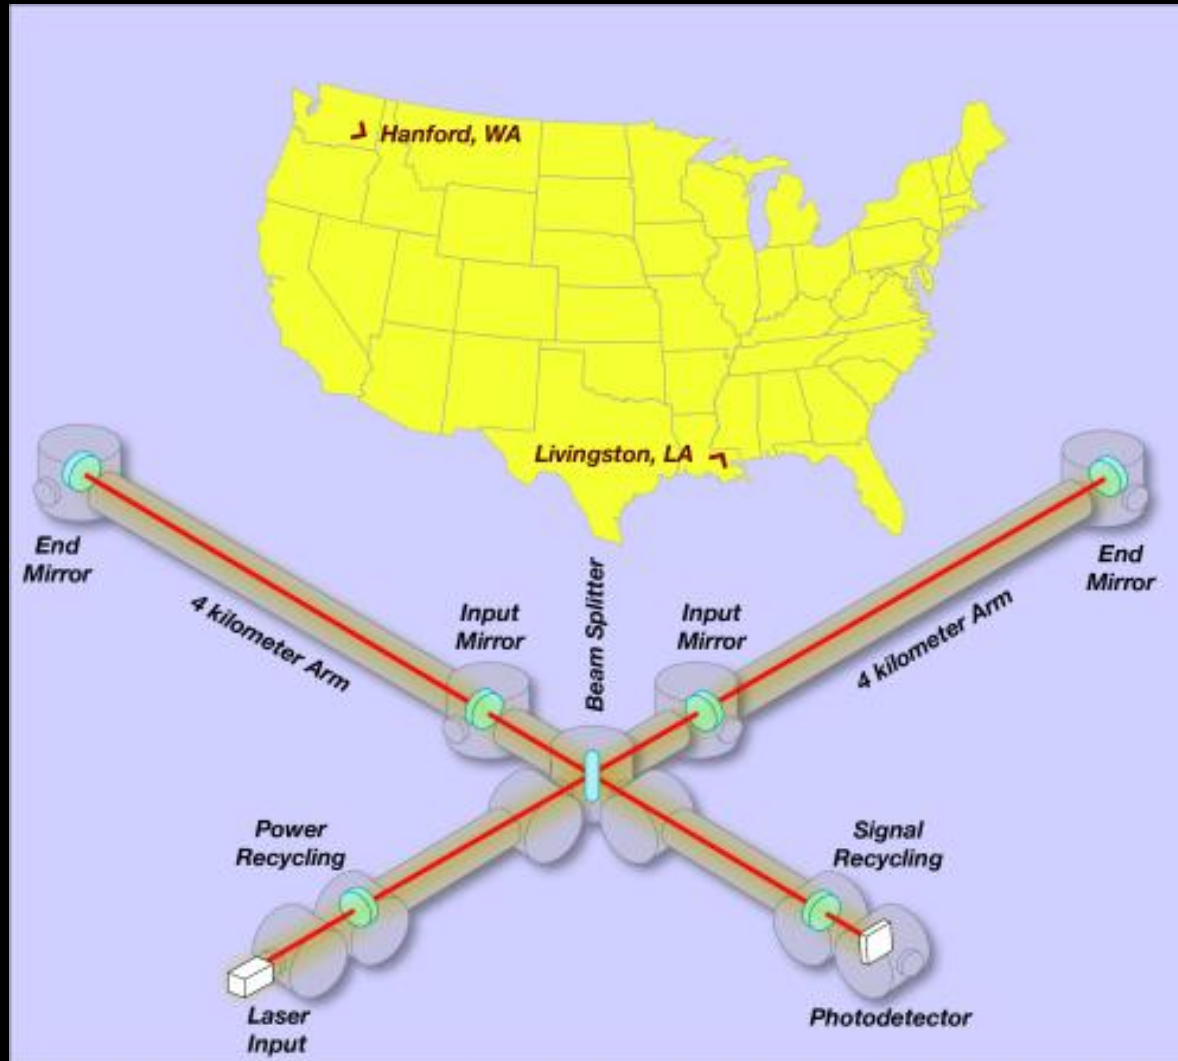 Hanford, WA
Livingston, LA
End
Mirror
4 kilometer Arm
Input
Mirror
Beam Splitter
Input
Mirror
4 kilometer Arm
End
Mirror
Power
Recycling
Signal
Recycling
Laser
Input
Photodetector